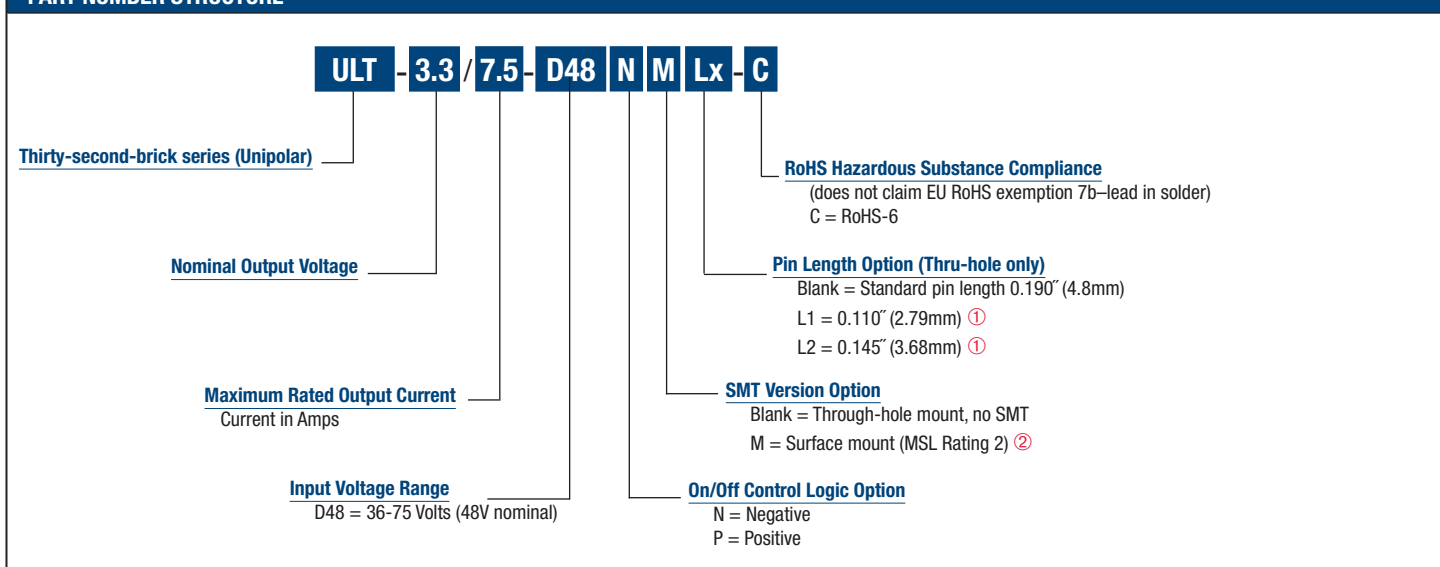 PART NUMBER STRUCTURE
ULT - 3.3 / 7.5 - D48 N M Lx - C
Thirty-second-brick series (Unipolar)
RoHS Hazardous Substance Compliance
(does not claim EU RoHS exemption 7b–lead in solder)
C = RoHS-6
Nominal Output Voltage
Pin Length Option (Thru-hole only)
Blank = Standard pin length 0.190˝ (4.8mm)
L1 = 0.110˝ (2.79mm) ①
L2 = 0.145˝ (3.68mm) ①
Maximum Rated Output Current
Current in Amps
SMT Version Option
Blank = Through-hole mount, no SMT
M = Surface mount (MSL Rating 2) ②
Input Voltage Range
D48 = 36-75 Volts (48V nominal)
On/Off Control Logic Option
N = Negative
P = Positive